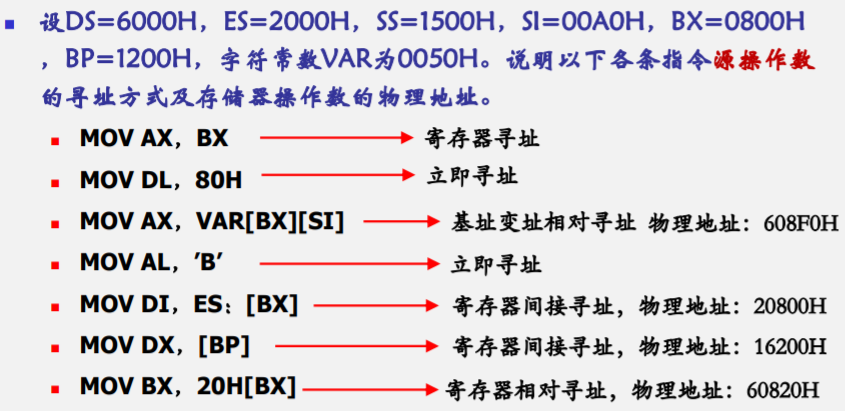 设DS=6000H，ES=2000H，SS=1500H，SI=00A0H，BX=0800H
，BP=1200H，字符常数VAR为0050H。说明以下各条指令源操作数
的寻址方式及存储器操作数的物理地址。
MOV AX，BX 寄存器寻址
MOV DL，80H 立即寻址
MOV AX，VAR[BX][SI] 基址变址相对寻址 物理地址：608F0H
MOV AL，’B’ 立即寻址
MOV DI，ES：[BX] 寄存器间接寻址，物理地址：20800H
MOV DX，[BP] 寄存器间接寻址，物理地址：16200H
MOV BX，20H[BX] 寄存器相对寻址，物理地址：60820H